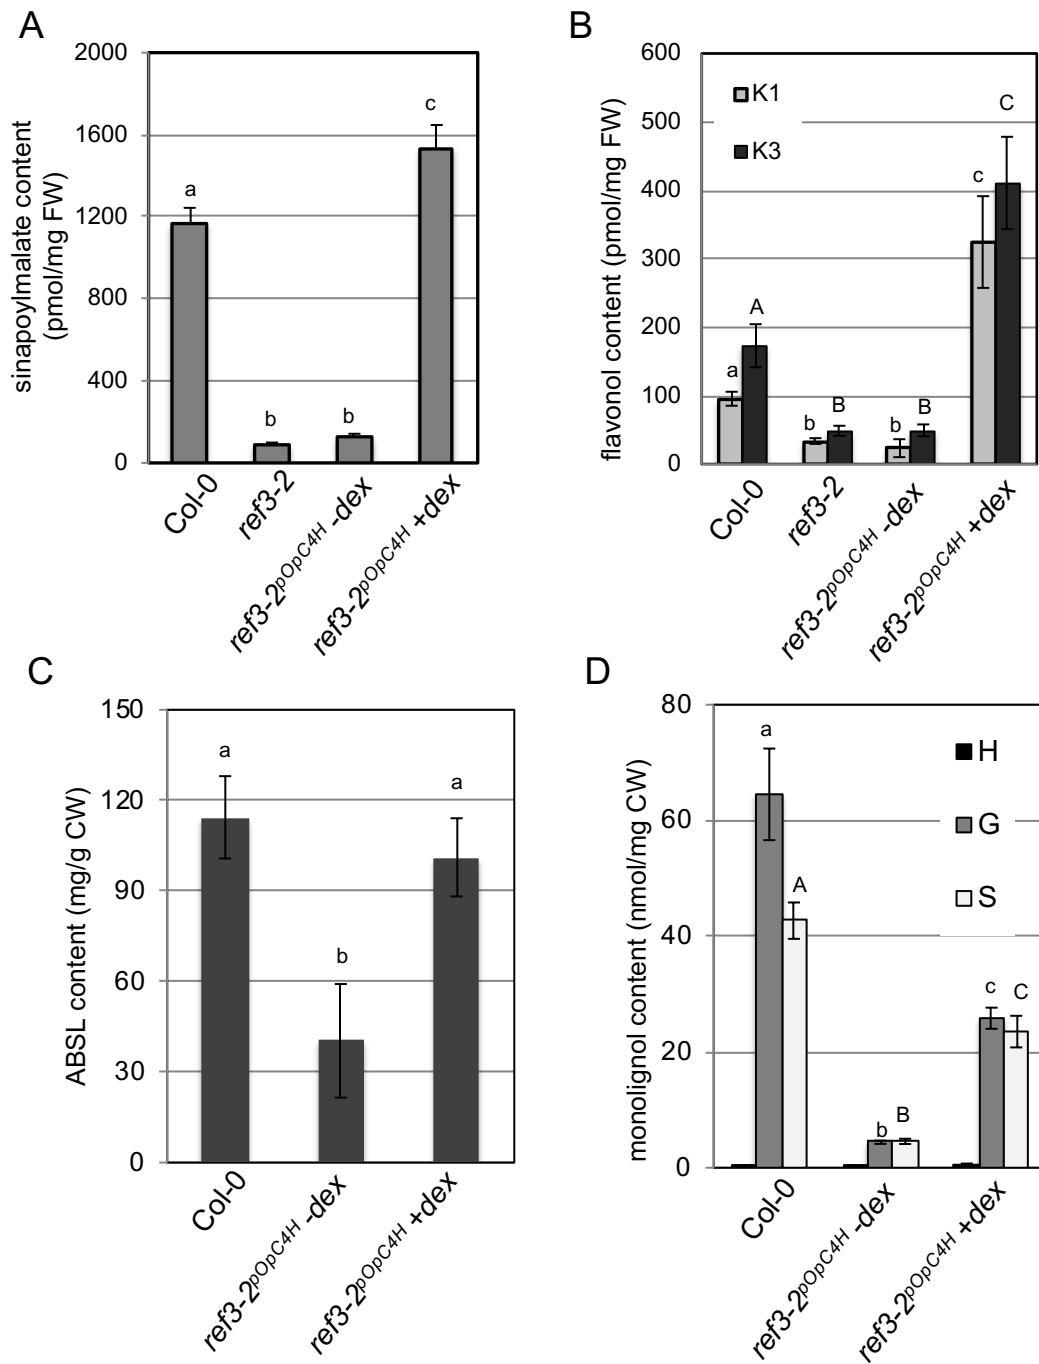 A
sinapoylmalate content
(pmol/mg FW)
2000
1600
1200
800
400
0
a
b
b
c
Col-0
ref3-2
ref3-2pOpC4H -dex
ref3-2pOpC4H +dex
B
flavonol content (pmol/mg FW)
600
500
400
300
200
100
0
K1
K3
a
A
b
B
b
B
c
C
Col-0
ref3-2
ref3-2pOpC4H -dex
ref3-2pOpC4H +dex
C
ABSL content (mg/g CW)
150
120
90
60
30
0
a
b
a
Col-0
ref3-2pOpC4H -dex
ref3-2pOpC4H +dex
D
monolignol content (nmol/mg CW)
80
60
40
20
0
H
G
S
a
A
b
B
c
C
Col-0
ref3-2pOpC4H -dex
ref3-2pOpC4H +dex